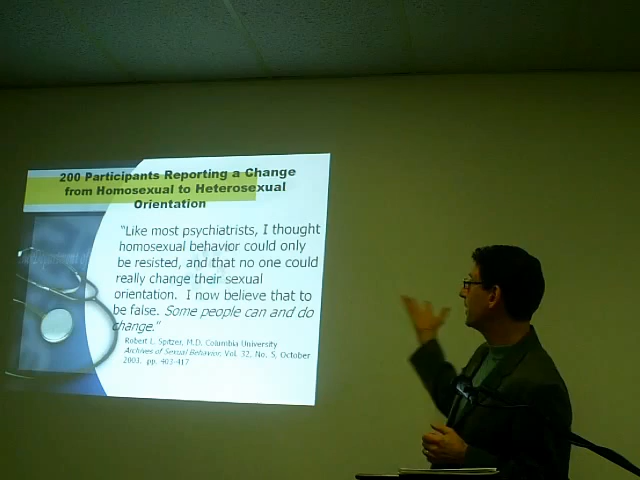 200 Participants Reporting a Change
from Homosexual to Heterosexual
Orientation
“Like most psychiatrists, I thought
homosexual behavior could only
be resisted, and that no one could
really change their sexual
orientation. I now believe that to
be false. Some people can and do
change.”
Robert L. Spitzer, M.D. Columbia University
Archives of Sexual Behavior, Vol. 32, No. 5, October
2003, pp. 403-417